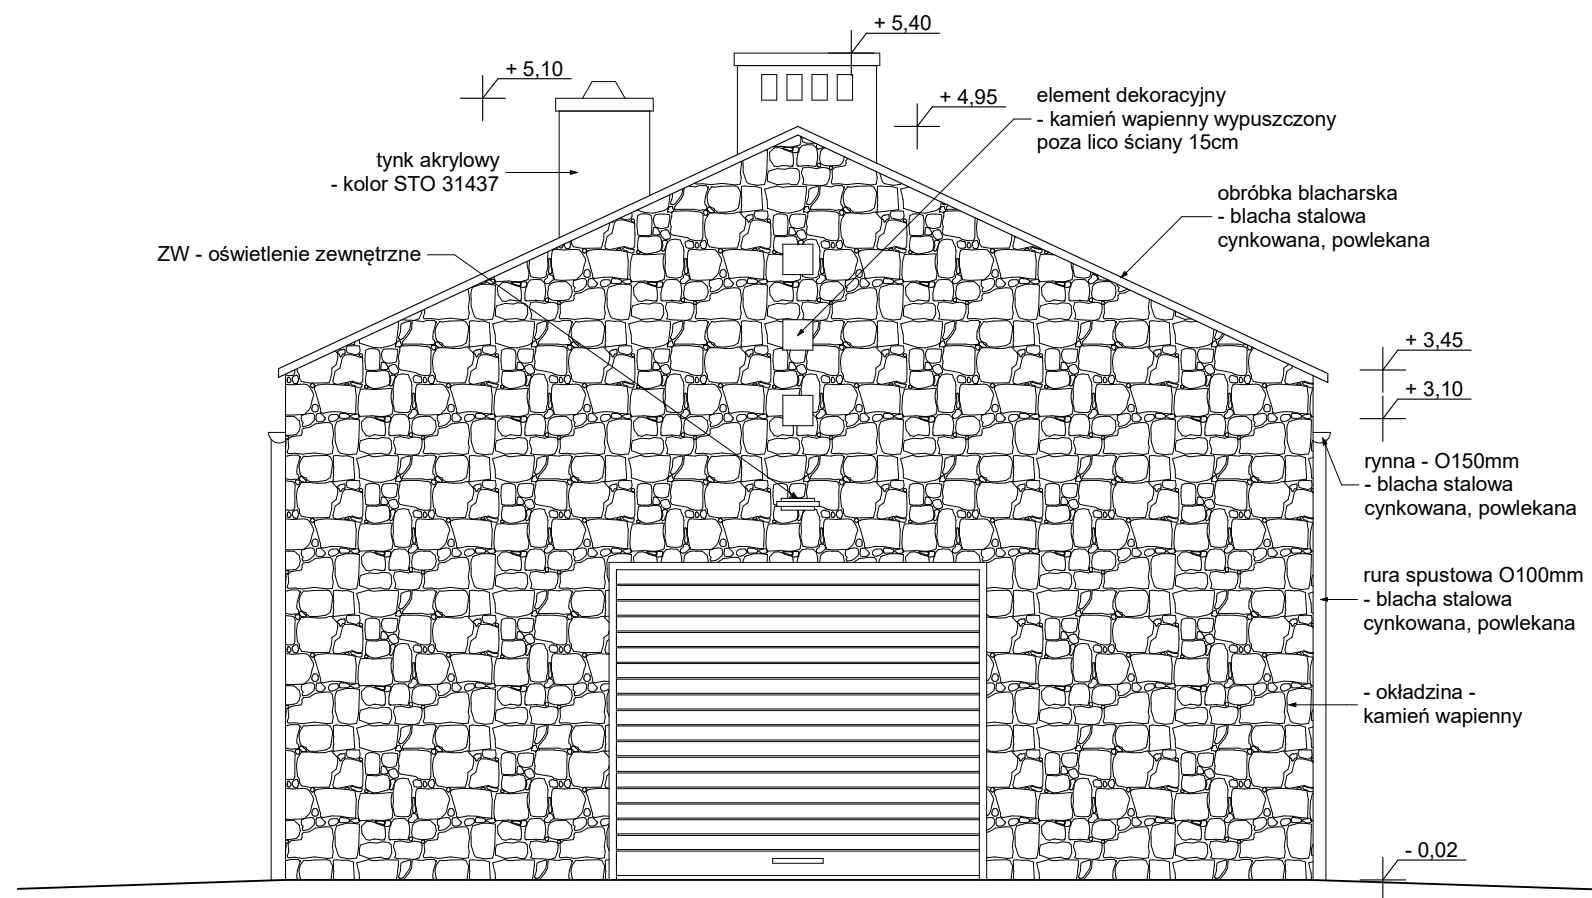 + 5,40
+ 5,10
+ 4,95
element dekoracyjny
- kamień wapienny wypuszczony
poza lico ściany 15cm
tynk akrylowy
- kolor STO 31437
obróbka blacharska
- blacha stalowa
cynkowana, powlekana
ZW - oświetlenie zewnętrzne
+ 3,45
+ 3,10
rynna - O150mm
- blacha stalowa
cynkowana, powlekana
rura spustowa O100mm
- blacha stalowa
cynkowana, powlekana
- okładzina -
kamień wapienny
- 0,02